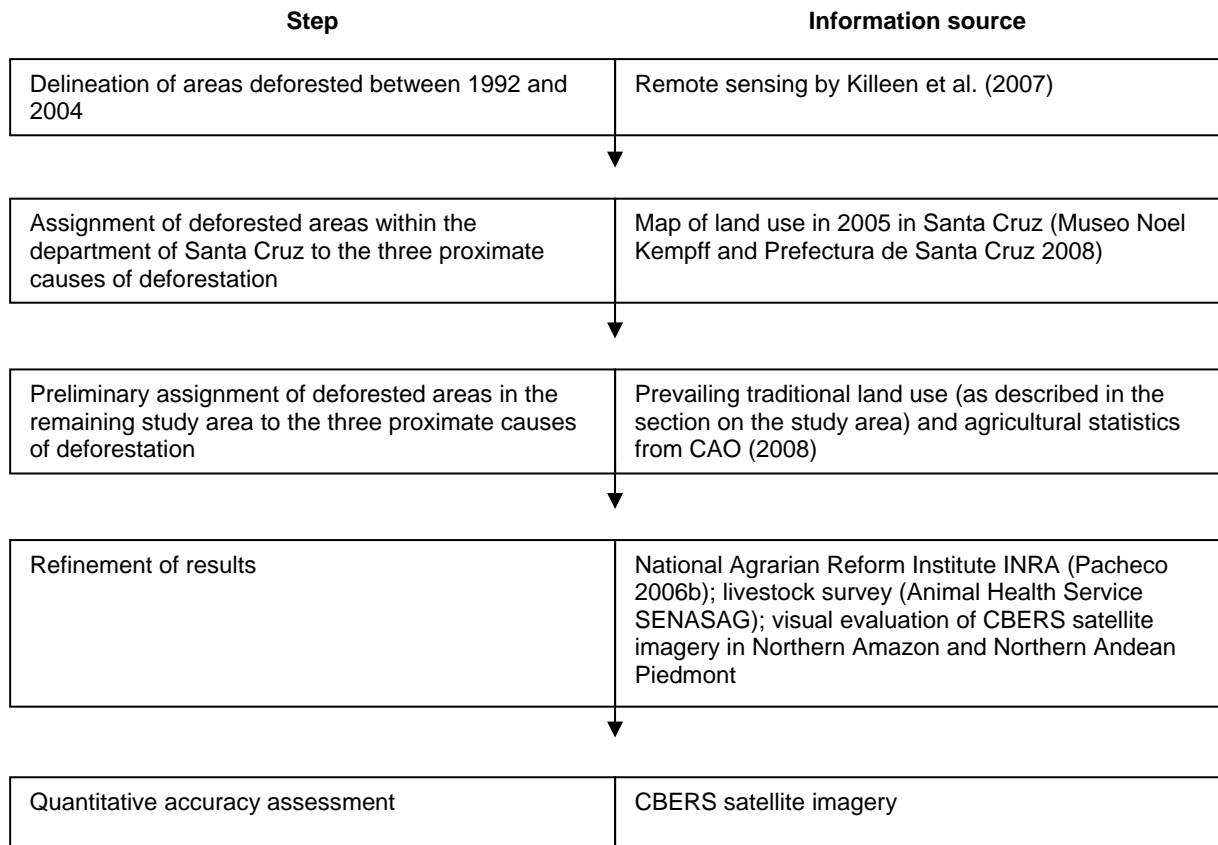 Step
Information source
Delineation of areas deforested between 1992 and
2004
Remote sensing by Killeen et al. (2007)
Assignment of deforested areas within the
department of Santa Cruz to the three proximate
causes of deforestation
Map of land use in 2005 in Santa Cruz (Museo Noel
Kempff and Prefectura de Santa Cruz 2008)
Preliminary assignment of deforested areas in the
remaining study area to the three proximate causes
of deforestation
Prevailing traditional land use (as described in the
section on the study area) and agricultural statistics
from CAO (2008)
Refinement of results
National Agrarian Reform Institute INRA (Pacheco
2006b); livestock survey (Animal Health Service
SENASAG); visual evaluation of CBERS satellite
imagery in Northern Amazon and Northern Andean
Piedmont
Quantitative accuracy assessment
CBERS satellite imagery